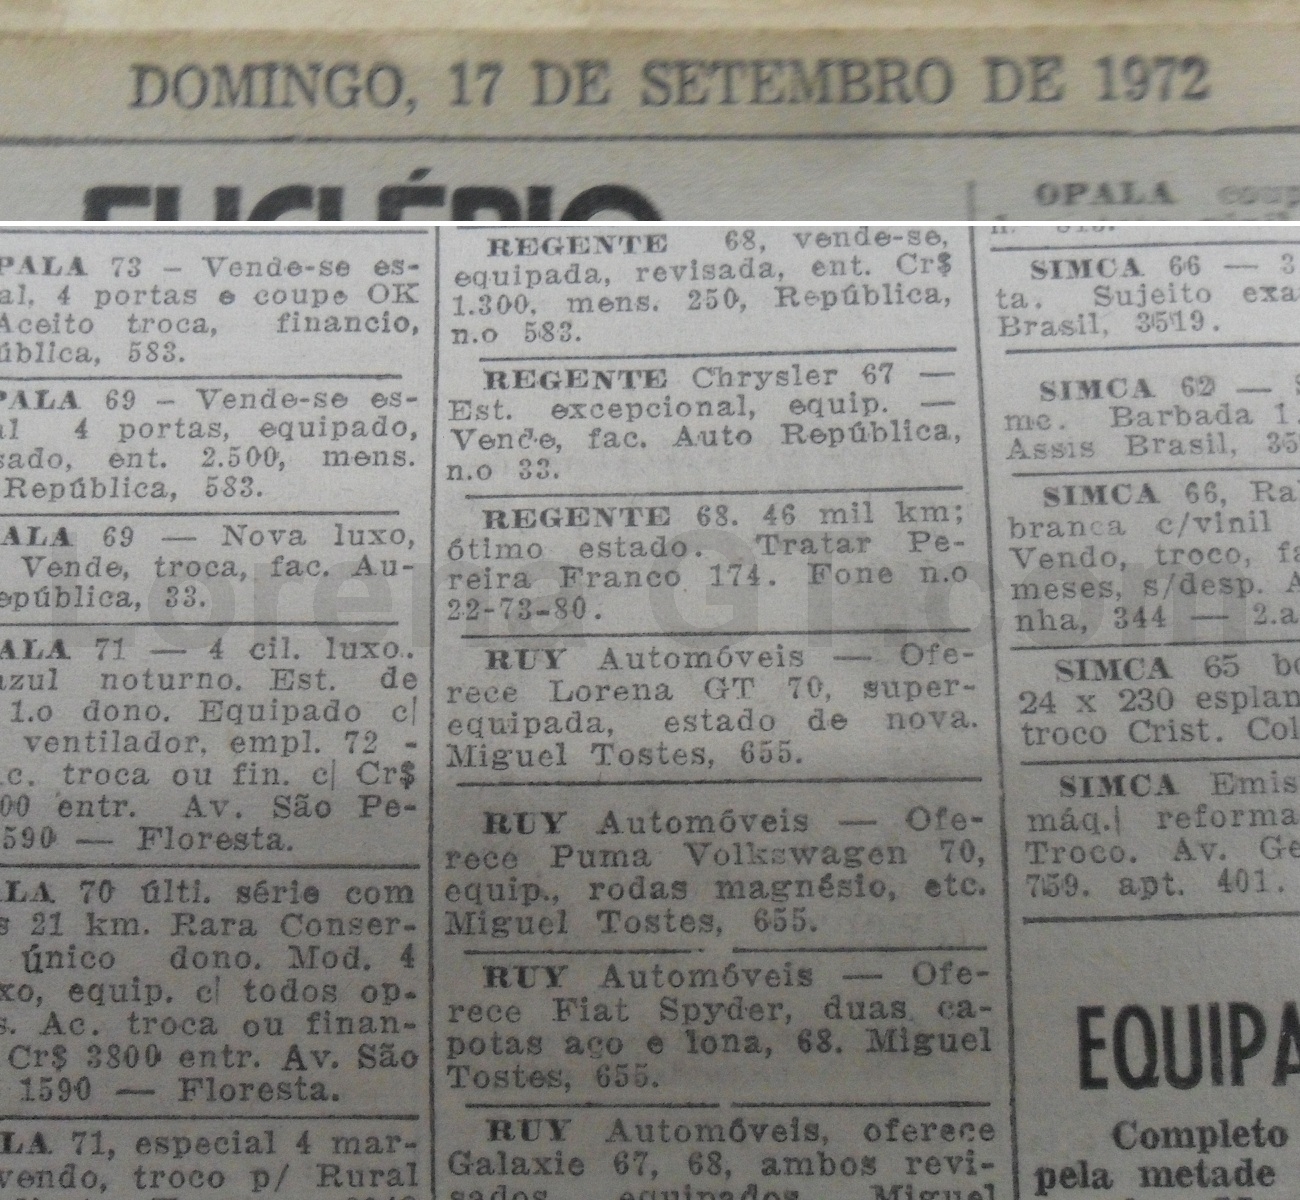 DOMINGO, 17 DE SETEMBRO DE 1972
OPALA
PALA 73 — Vende-se es-
al, 4 portas e coupe OK
Aceito troca, financio,
ública, 583.
PALA 69 — Vende-se es-
al 4 portas, equipado,
sado, ent. 2.500, mens.
República, 583.
ALA 69 — Nova luxo,
Vende, troca, fac. Au-
epública, 33.
ALA 71 — 4 cil. luxo.
azul noturno. Est. de
1.o dono. Equipado c|
ventilador, empl. 72 -
c. troca ou fin. c| Cr$
00 entr. Av. São Pe-
590 — Floresta.
LA 70 últi. série com
s 21 km. Rara Conser-
único dono. Mod. 4
xo, equip. c| todos op-
s. Ac. troca ou finan-
Cr$ 3800 entr. Av. São
1590 — Floresta.
LA 71, especial 4 mar-
vendo, troco p/ Rural
REGENTE 68, vende-se,
equipada, revisada, ent. Cr$
1.300, mens. 250, República,
n.o 583.
REGENTE Chrysler 67 —
Est. excepcional, equip. —
Vende, fac. Auto República,
n.o 33.
REGENTE 68. 46 mil km;
ótimo estado. Tratar Pe-
reira Franco 174. Fone n.o
22-73-80.
RUY Automóveis — Ofe-
rece Lorena GT 70, super-
equipada, estado de nova.
Miguel Tostes, 655.
RUY Automóveis — Ofe-
rece Puma Volkswagen 70,
equip., rodas magnésio, etc.
Miguel Tostes, 655.
RUY Automóveis — Ofe-
rece Fiat Spyder, duas ca-
potas aço e lona, 68. Miguel
Tostes, 655.
RUY Automóveis, oferece
Galaxie 67, 68, ambos revi-
sados, equipados. Miguel
SIMCA 66 — 3
ta. Sujeito exa
Brasil, 3519.
SIMCA 62 —
mc. Barbada 1.
Assis Brasil, 35
SIMCA 66, Ral
branca c/vinil
Vendo, troco, fa
meses, s/desp. A
nha, 344 — 2.a
SIMCA 65 bo
24 x 230 esplan
troco Crist. Col
SIMCA Emis
máq.| reforma
Troco. Av. Ge
759. apt. 401.
EQUIPA
Completo
pela metade
Lorena GT.com